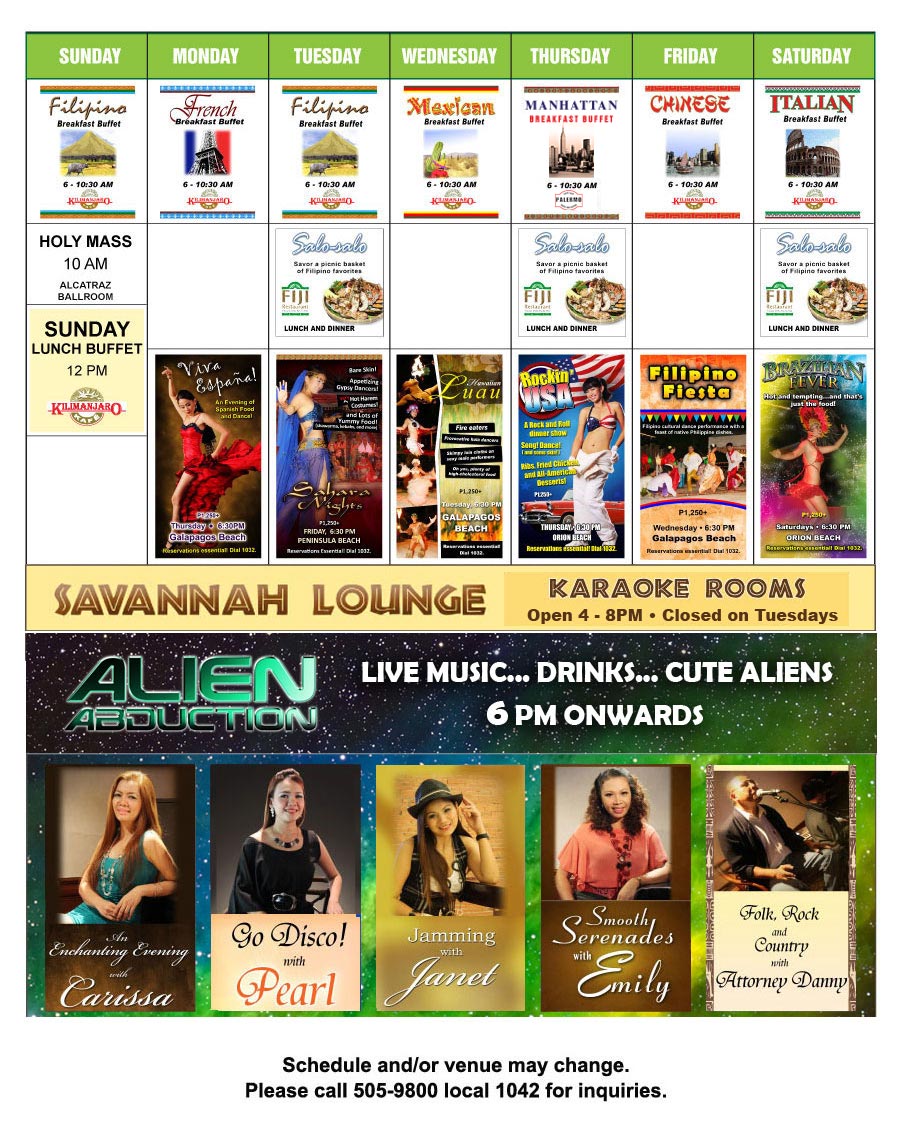 SUNDAY MONDAY TUESDAY WEDNESDAY THURSDAY FRIDAY SATURDAY
Filipino
Breakfast Buffet
6 - 10:30 AM
KILIMANJARO
French
Breakfast Buffet
6 - 10:30 AM
KILIMANJARO
Filipino
Breakfast Buffet
6 - 10:30 AM
KILIMANJARO
Mexican
Breakfast Buffet
6 - 10:30 AM
KILIMANJARO
MANHATTAN
BREAKFAST BUFFET
6 - 10:30 AM
PALERMO
CHINESE
Breakfast Buffet
6 - 10:30 AM
KILIMANJARO
ITALIAN
Breakfast Buffet
6 - 10:30 AM
KILIMANJARO
HOLY MASS
10 AM
ALCATRAZ
BALLROOM
SUNDAY
LUNCH BUFFET
12 PM
KILIMANJARO
Salo-salo
Savor a picnic basket
of Filipino favorites
FIJI
Restaurant
LUNCH AND DINNER
Salo-salo
Savor a picnic basket
of Filipino favorites
FIJI
Restaurant
LUNCH AND DINNER
Salo-salo
Savor a picnic basket
of Filipino favorites
FIJI
Restaurant
LUNCH AND DINNER
Viva
España!
An Evening of
Spanish Food
and Dance!
P1,250+
Thursday • 6:30PM
Galapagos Beach
Reservations essential! Dial 1032.
Bare Skin!
Appetizing
Gypsy Dancers!
Hot Harem
Costumes!
and Lots of
Yummy Food!
(shawarma, kebabs, and more)
Sahara
Nights
P1,250+
FRIDAY, 6:30 PM
PENINSULA BEACH
Reservations Essential! Dial 1032.
Hawaiian
Luau
Fire eaters
Provocative hula dancers
Skimpy loin cloths on
sexy male performers
Oh yes, plenty of
high-cholesterol food
P1,250+
Tuesday, 6:30 PM
GALAPAGOS
BEACH
Reservations essential!
Dial 1032.
Rockin'
USA
A Rock and Roll
dinner show
Song! Dance!
(and some skin!)
Ribs, Fried Chicken,
and All-American
Desserts!
P1250+
THURSDAY, 6:30 PM
ORION BEACH
Reservations essential! Dial 1032.
Filipino
Fiesta
Filipino cultural dance performance with a
feast of native Philippine dishes.
P1,250+
Wednesday • 6:30 PM
Galapagos Beach
Reservations essential! Dial 1032.
BRAZILIAN
FEVER
Hot and tempting...and that's
just the food!
P1,250+
Saturdays • 6:30 PM
ORION BEACH
Reservations essential! Dial 1032.
SAVANNAH LOUNGE
KARAOKE ROOMS
Open 4 - 8PM • Closed on Tuesdays
ALIEN
ABDUCTION
LIVE MUSIC... DRINKS... CUTE ALIENS
6 PM ONWARDS
An
Enchanting Evening
with
Carissa
Go Disco!
with
Pearl
Jamming
with
Janet
Smooth
Serenades
with
Emily
Folk, Rock
and
Country
with
Attorney Danny
Schedule and/or venue may change.
Please call 505-9800 local 1042 for inquiries.